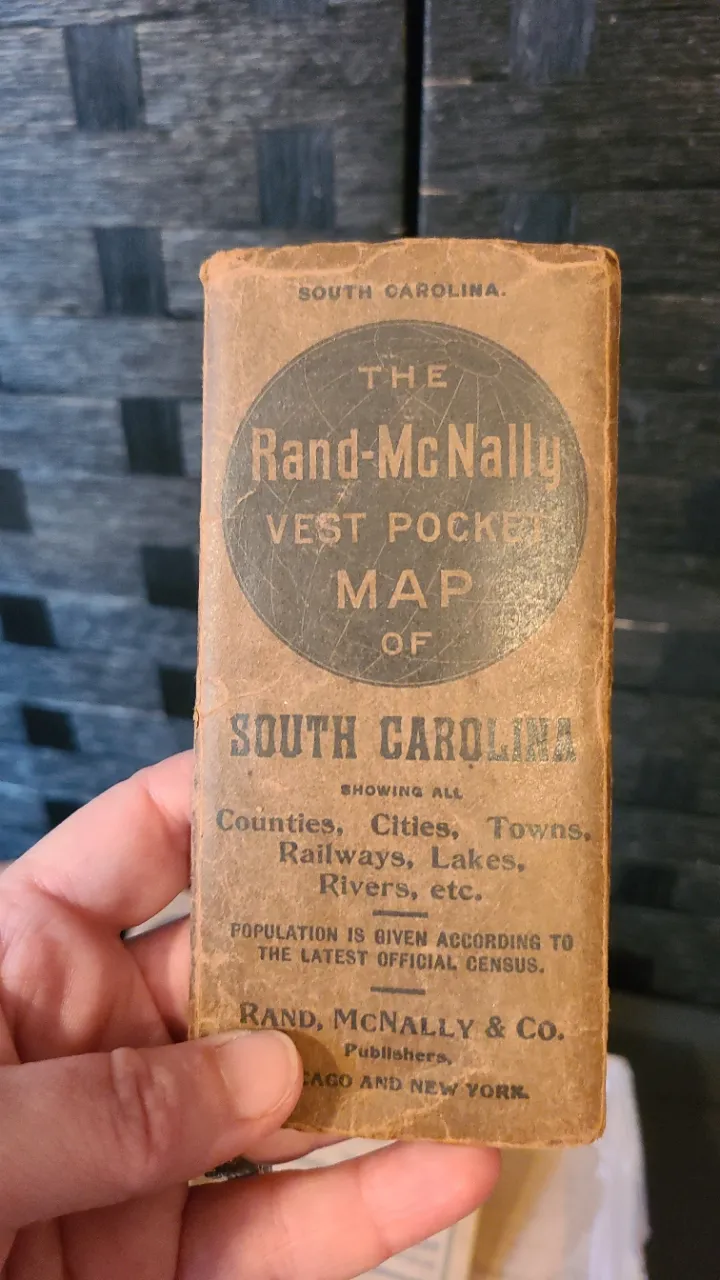 SOUTH CAROLINA.
THE
Rand-McNally
VEST POCKET
MAP
OF
SOUTH CAROLINA
SHOWING ALL
Counties, Cities, Towns,
Railways, Lakes,
Rivers, etc.
POPULATION IS GIVEN ACCORDING TO
THE LATEST OFFICIAL CENSUS.
RAND, MCNALLY & CO.
Publishers,
CAGO AND NEW YORK.